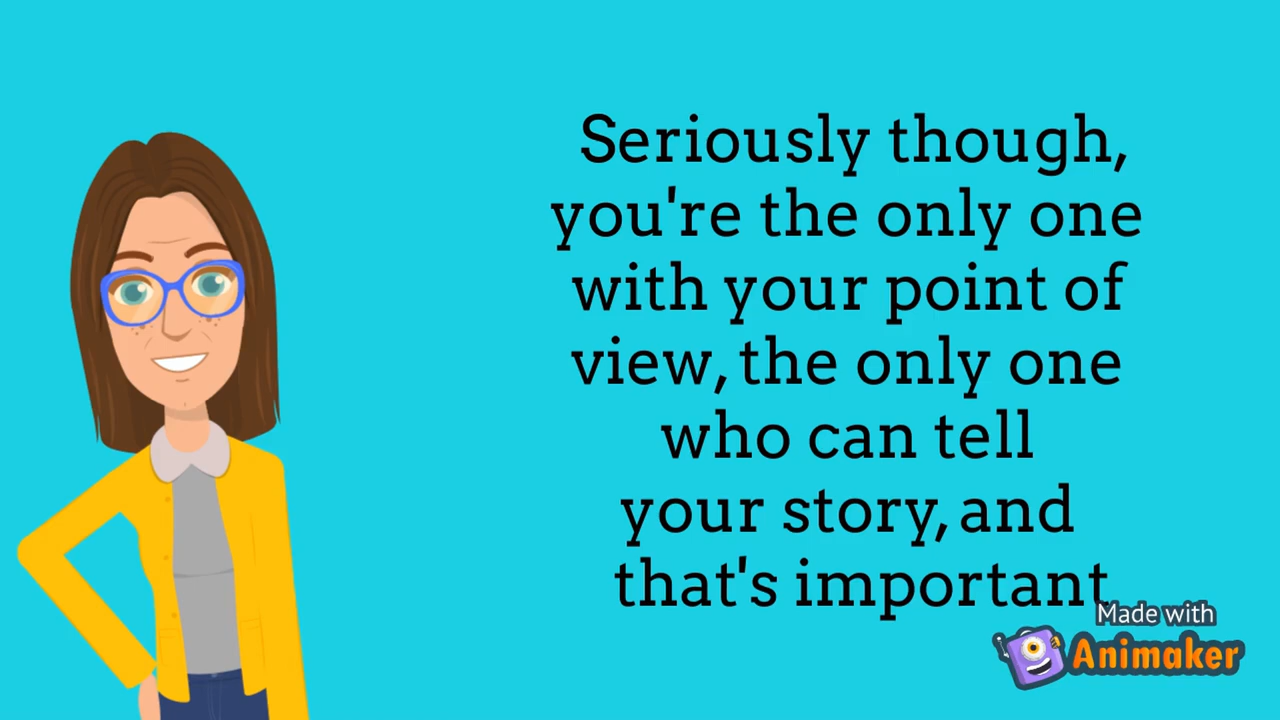 Seriously though,
you're the only one
with your point of
view, the only one
who can tell
your story, and
that's important
Made with
Animaker